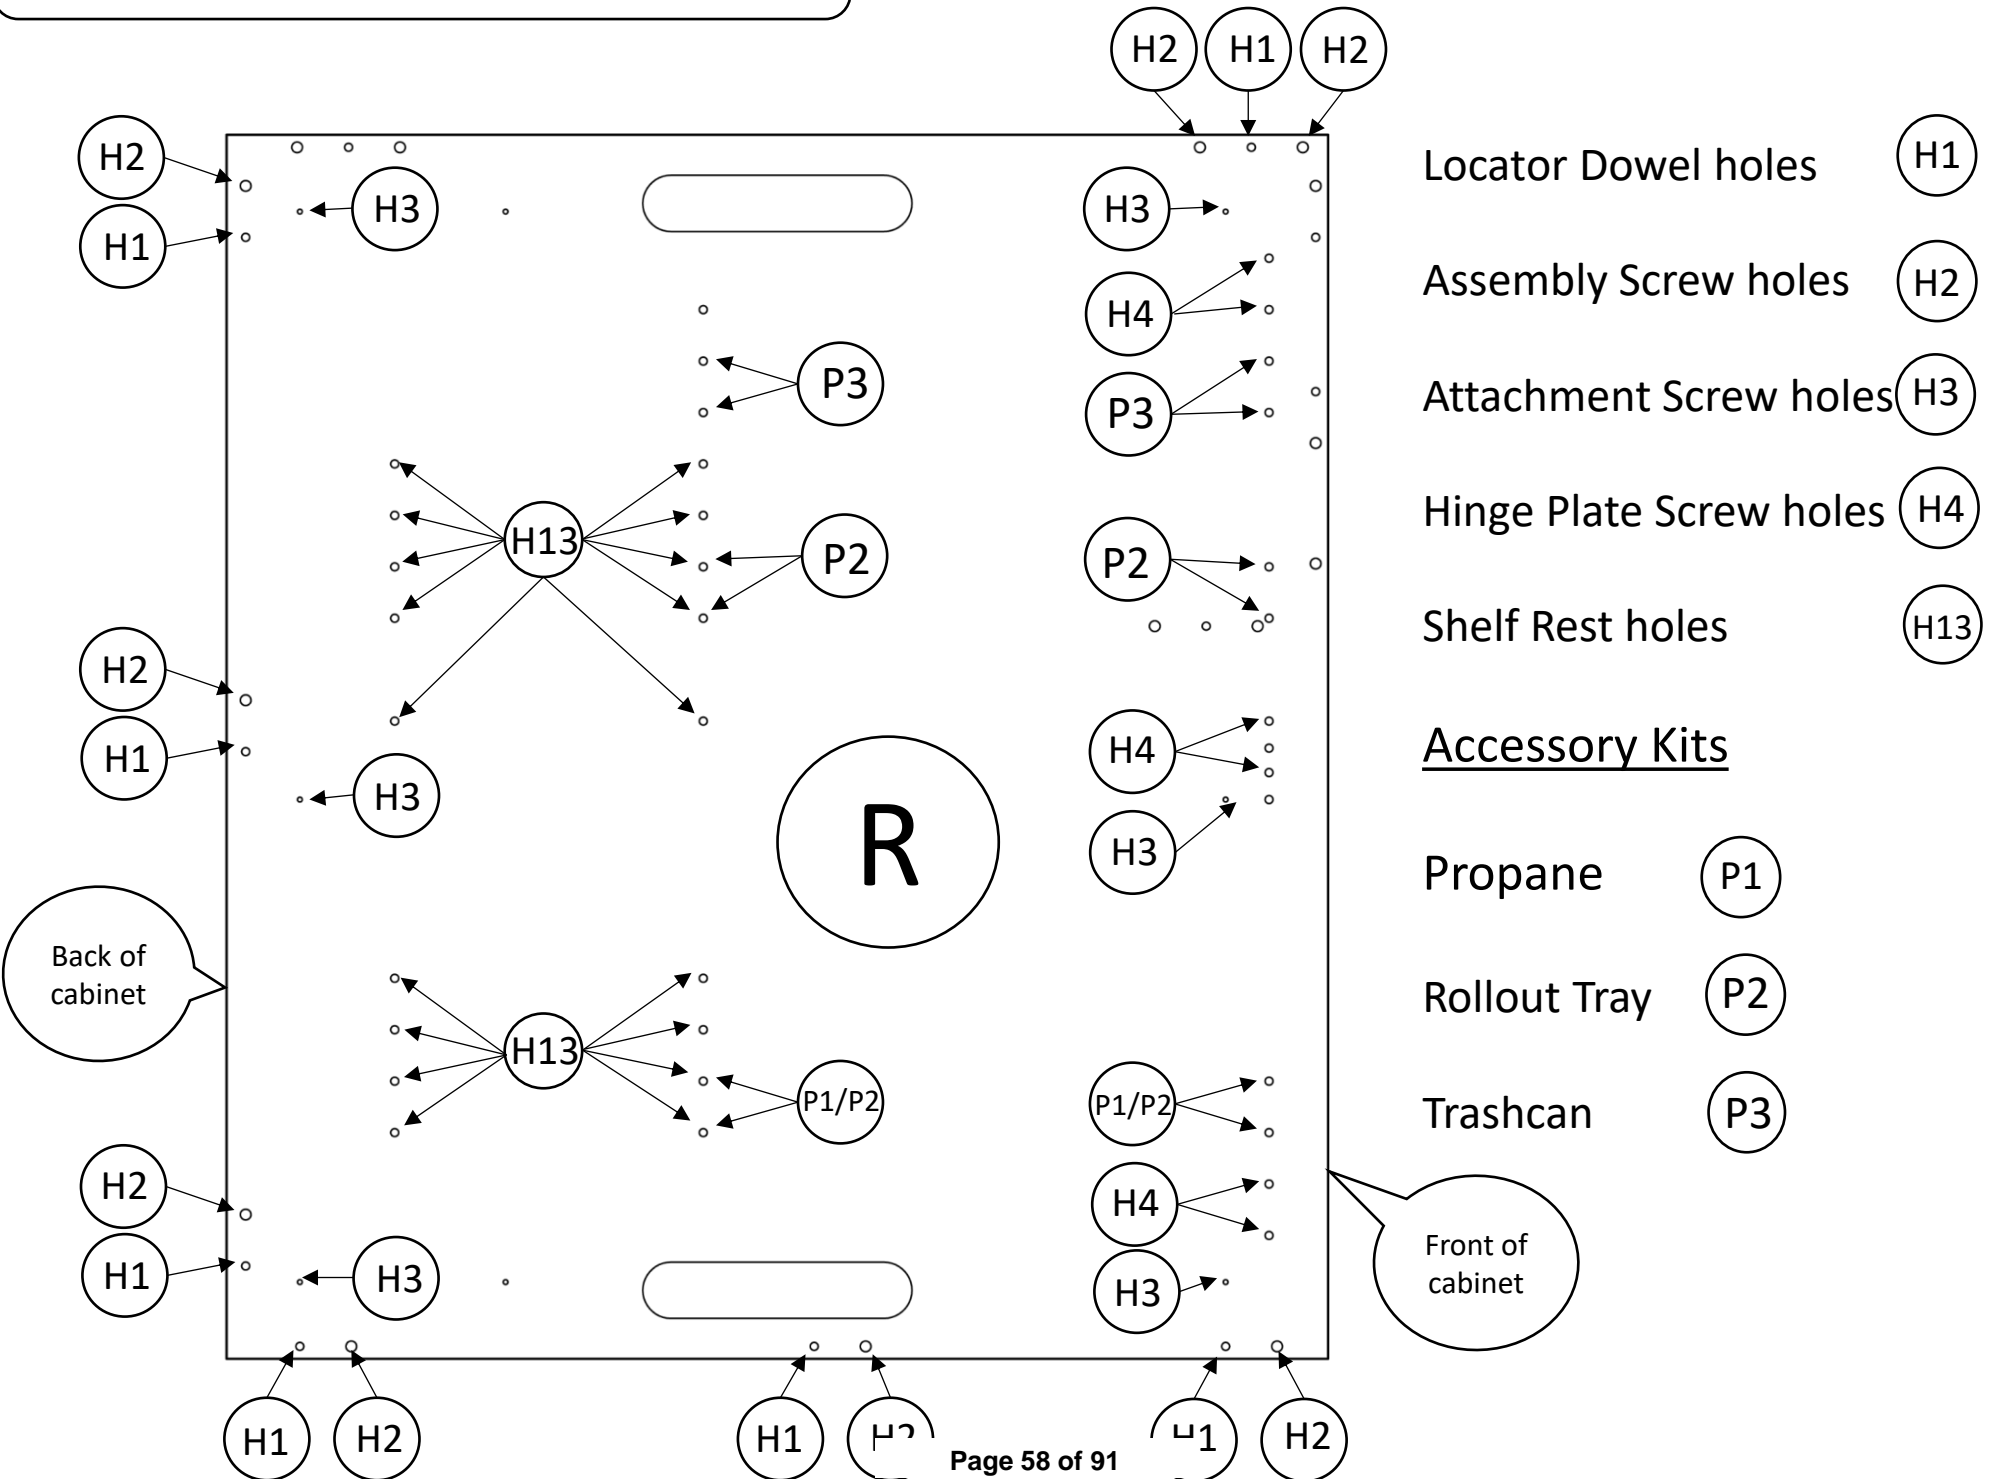 H2 H1 H2
H2
H1
H3
H3
H4
P3
P3
H13
P2
P2
H2
H1
H3
H4
H3
R
Back of
cabinet
H13
P1/P2
P1/P2
H4
H3
H2
H1
H3
Front of
cabinet
H1 H2 H1 H2 H1 H2
Locator Dowel holes H1
Assembly Screw holes H2
Attachment Screw holes H3
Hinge Plate Screw holes H4
Shelf Rest holes H13
Accessory Kits
Propane P1
Rollout Tray P2
Trashcan P3
Page 58 of 91